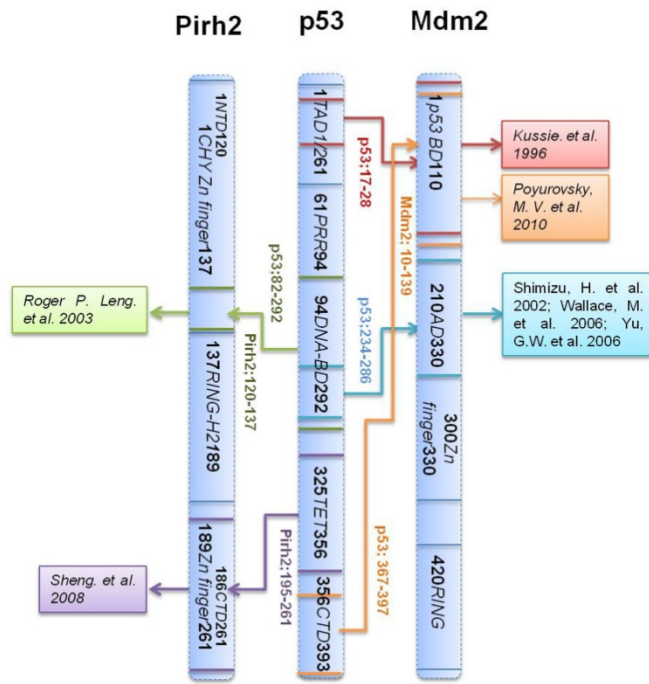 Pirh2
p53
Mdm2
1NTD120
1CHY Zn finger137
137RING-H2189
186CTD261
189Zn finger261
1TAD1/261
61PRR94
94DNA-BD292
325TET356
356CTD393
1p53 BD110
210AD330
300Zn
finger330
420RING
p53:17-28
Mdm2; 10-139
p53:82-292
Pirh2:120-137
p53:234-286
Pirh2:195-261
p53; 367-397
Roger P. Leng.
et al. 2003
Sheng. et al.
2008
Kussie. et al.
1996
Poyurovsky,
M. V. et al.
2010
Shimizu, H. et al.
2002; Wallace, M.
et al. 2006; Yu,
G.W. et al. 2006